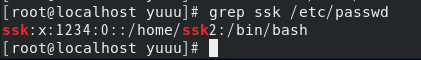 [root@localhost yuuu]# grep ssk /etc/passwd
ssk:x:1234:0::/home/ssk2:/bin/bash
[root@localhost yuuu]#